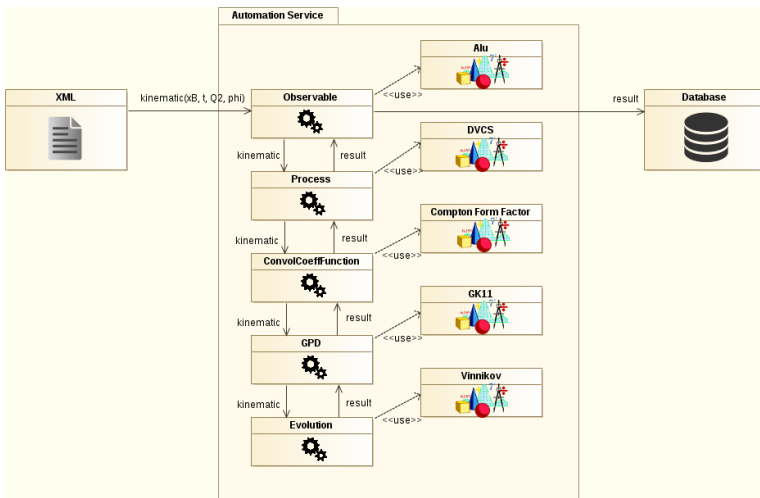 Automation Service
Alu
XML
kinematic(xB, t, Q2, phi)
Observable
<<use>>
result
Database
DVCS
kinematic
result
<<use>>
Process
Compton Form Factor
kinematic
result
<<use>>
ConvolCoeffFunction
GK11
kinematic
result
<<use>>
GPD
Vinnikov
kinematic
result
<<use>>
Evolution